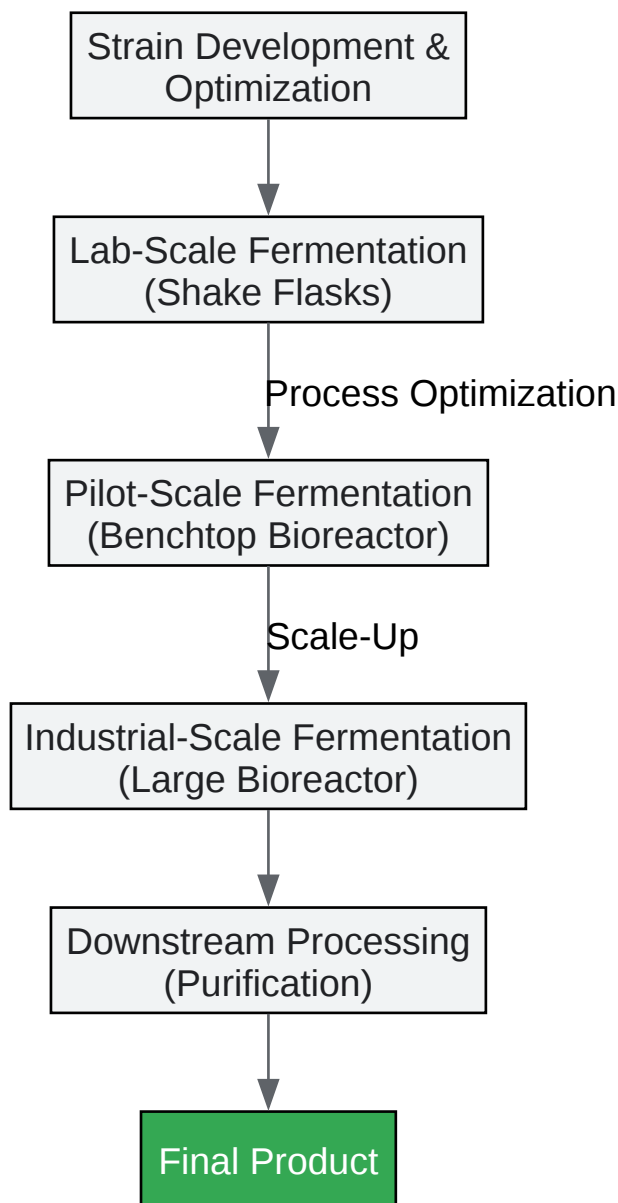 Strain Development &
Optimization
Lab-Scale Fermentation
(Shake Flasks)
Process Optimization
Pilot-Scale Fermentation
(Benchtop Bioreactor)
Scale-Up
Industrial-Scale Fermentation
(Large Bioreactor)
Downstream Processing
(Purification)
Final Product